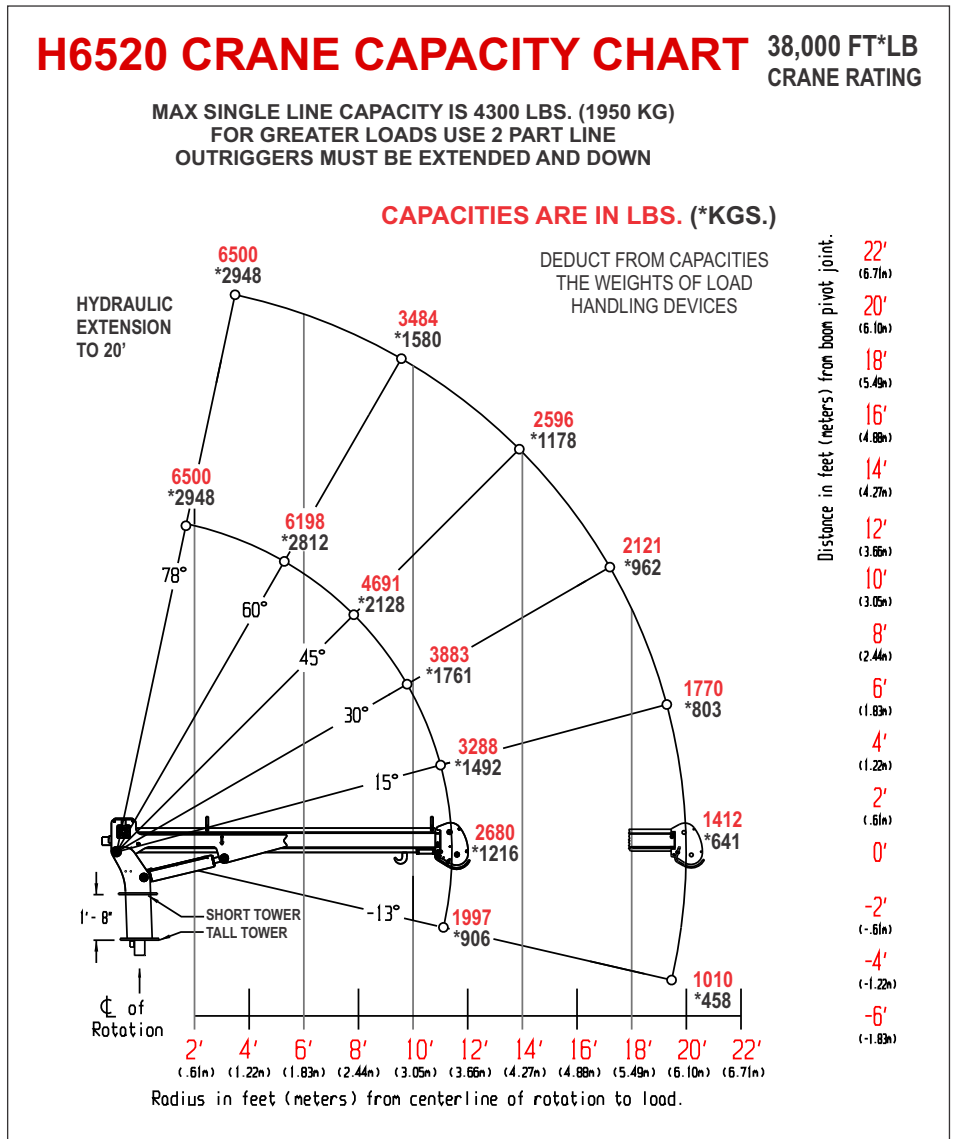 H6520 CRANE CAPACITY CHART
38,000 FT*LB
CRANE RATING
MAX SINGLE LINE CAPACITY IS 4300 LBS. (1950 KG)
FOR GREATER LOADS USE 2 PART LINE
OUTRIGGERS MUST BE EXTENDED AND DOWN
CAPACITIES ARE IN LBS. (*KGS.)
DEDUCT FROM CAPACITIES
THE WEIGHTS OF LOAD
HANDLING DEVICES
HYDRAULIC
EXTENSION
TO 20'
6500
*2948
3484
*1580
2596
*1178
2121
*962
1770
*803
1412
*641
1010
*458
6500
*2948
6198
*2812
4691
*2128
3883
*1761
3288
*1492
2680
*1216
1997
*906
78°
60°
45°
30°
15°
-13°
1'-8"
SHORT TOWER
TALL TOWER
℄ of
Rotation
Distance in feet (meters) from boom pivot joint.
22'
(6.71m)
20'
(6.10m)
18'
(5.49m)
16'
(4.88m)
14'
(4.27m)
12'
(3.66m)
10'
(3.05m)
8'
(2.44m)
6'
(1.83m)
4'
(1.22m)
2'
(.61m)
0'
-2'
(-.61m)
-4'
(-1.22m)
-6'
(-1.83m)
2' 4' 6' 8' 10' 12' 14' 16' 18' 20' 22'
(.61m) (1.22m) (1.83m) (2.44m) (3.05m) (3.66m) (4.27m) (4.88m) (5.49m) (6.10m) (6.71m)
Radius in feet (meters) from centerline of rotation to load.